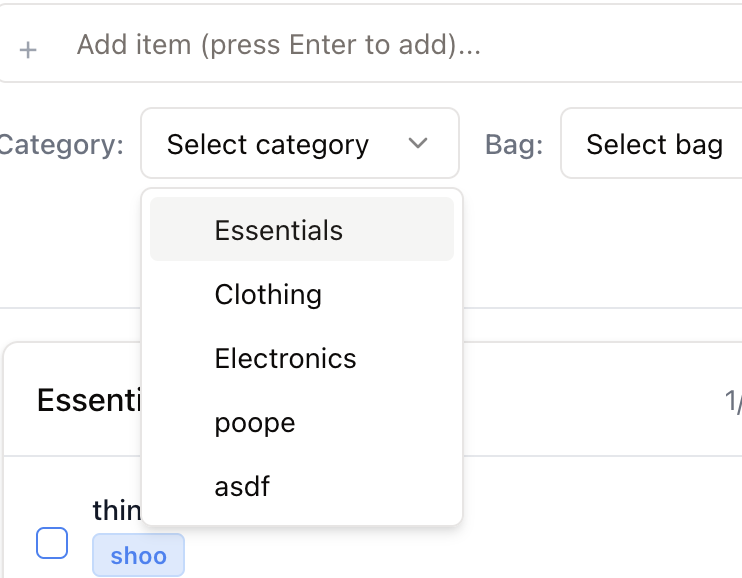 + Add item (press Enter to add)...
Category: Select category Bag: Select bag
Essentials
Clothing
Electronics
Essenti 1/
poope
asdf
thin
shoo